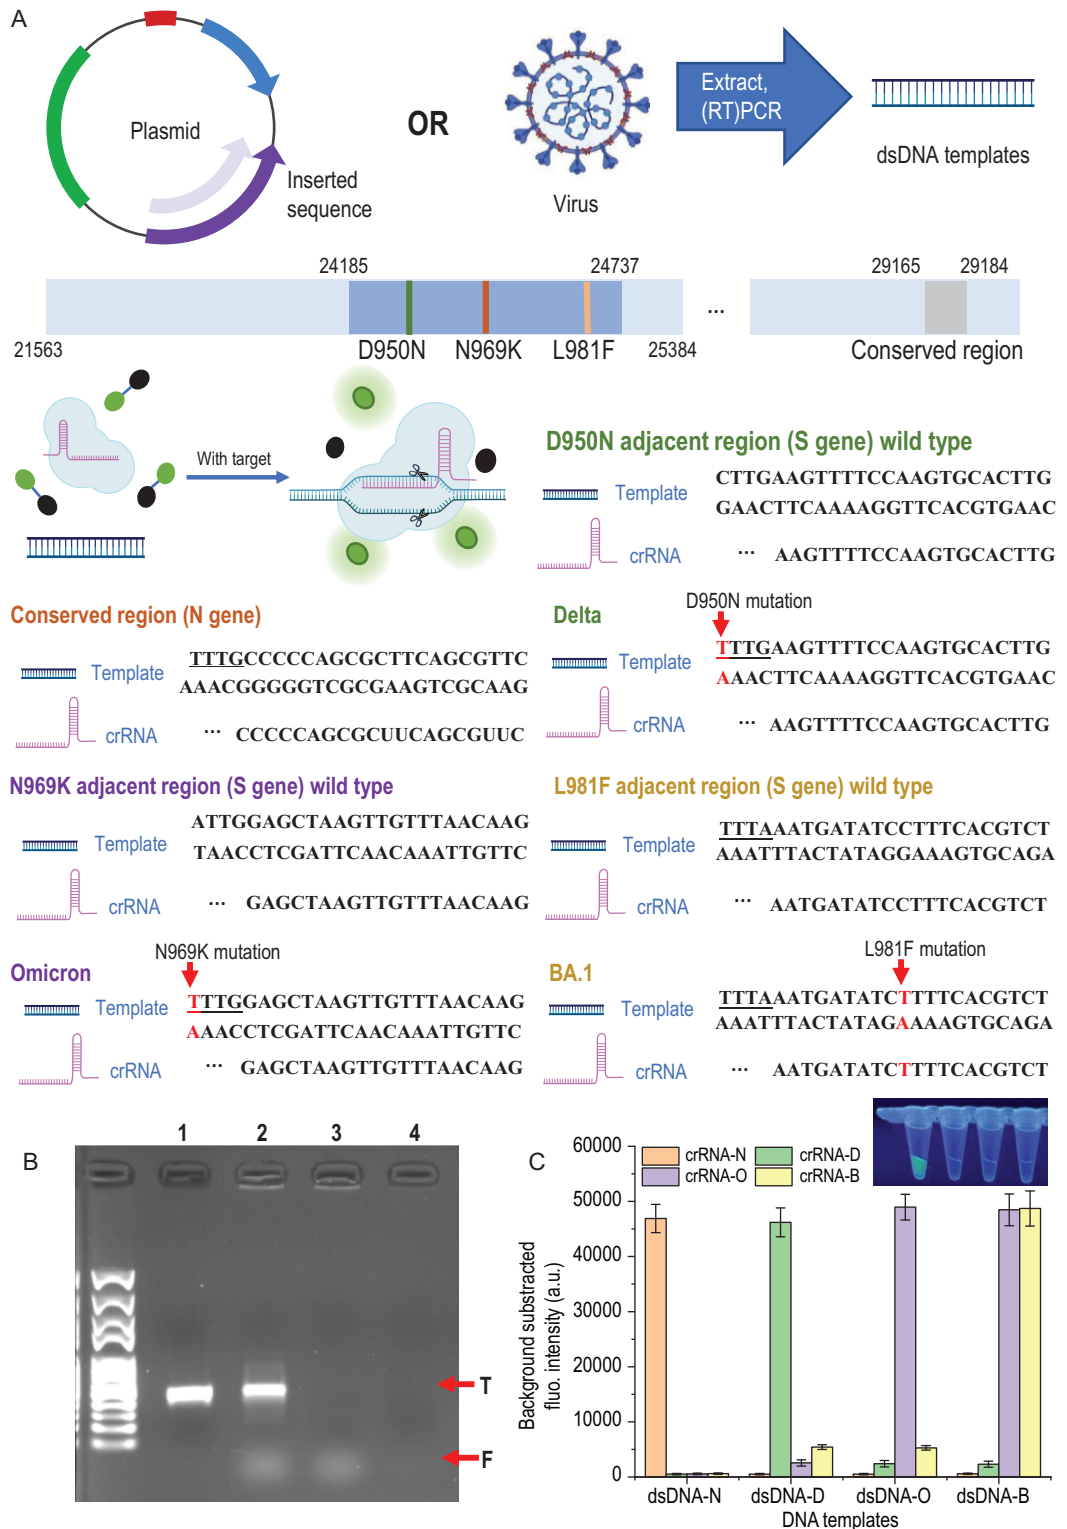 A
Plasmid
Inserted
sequence
OR
Virus
Extract,
(RT)PCR
dsDNA templates
24185
24737
29165
29184
...
21563
D950N
N969K
L981F
25384
Conserved region
With target
D950N adjacent region (S gene) wild type
Template
CTTGAAGTTTTCCAAGTGCACTTG
GAACTTCAAAAGGTTCACGTGAAC
crRNA
... AAGTTTTCCAAGTGCACTTG
Conserved region (N gene)
Template
TTTGCCCCCAGCGCTTCAGCGTTC
AAACGGGGGTCGCGAAGTCGCAAG
crRNA
... CCCCCAGCGCUUCAGCGUUC
D950N mutation
Delta
Template
TTTGAAGTTTTCCAAGTGCACTTG
AAACTTCAAAAGGTTCACGTGAAC
crRNA
... AAGTTTTCCAAGTGCACTTG
N969K adjacent region (S gene) wild type
Template
ATTGGAGCTAAGTTGTTTAACAAG
TAACCTCGATTCAACAAATTGTTC
crRNA
... GAGCTAAGTTGTTTAACAAG
L981F adjacent region (S gene) wild type
Template
TTTAAATGATATCCTTTCACGTCT
AAATTTACTATAGGAAAGTGCAGA
crRNA
... AATGATATCCTTTCACGTCT
N969K mutation
Omicron
Template
TTTGGAGCTAAGTTGTTTAACAAG
AAACCTCGATTCAACAAATTGTTC
crRNA
... GAGCTAAGTTGTTTAACAAG
L981F mutation
BA.1
Template
TTTAAATGATATCTTTTCACGTCT
AAATTTACTATAGAAAAGTGCAGA
crRNA
... AATGATATCTTTTCACGTCT
B
1 2 3 4
T
F
C
60000
50000
40000
30000
20000
10000
0
Background substracted
fluo. intensity (a.u.)
crRNA-N
crRNA-D
crRNA-O
crRNA-B
dsDNA-N
dsDNA-D
dsDNA-O
dsDNA-B
DNA templates